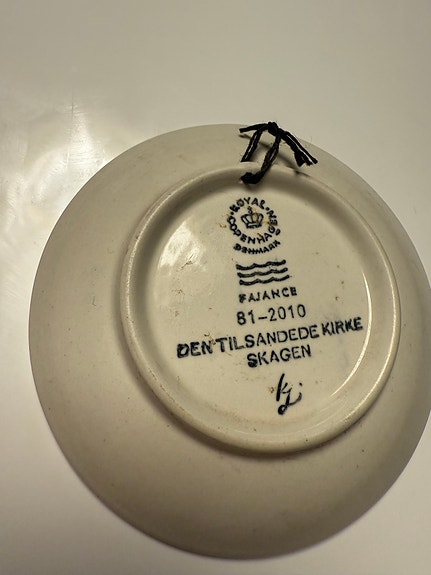 ROYAL COPENHAGEN
DENMARK
FAJANCE
81-2010
DEN TILSANDEDE KIRKE
SKAGEN